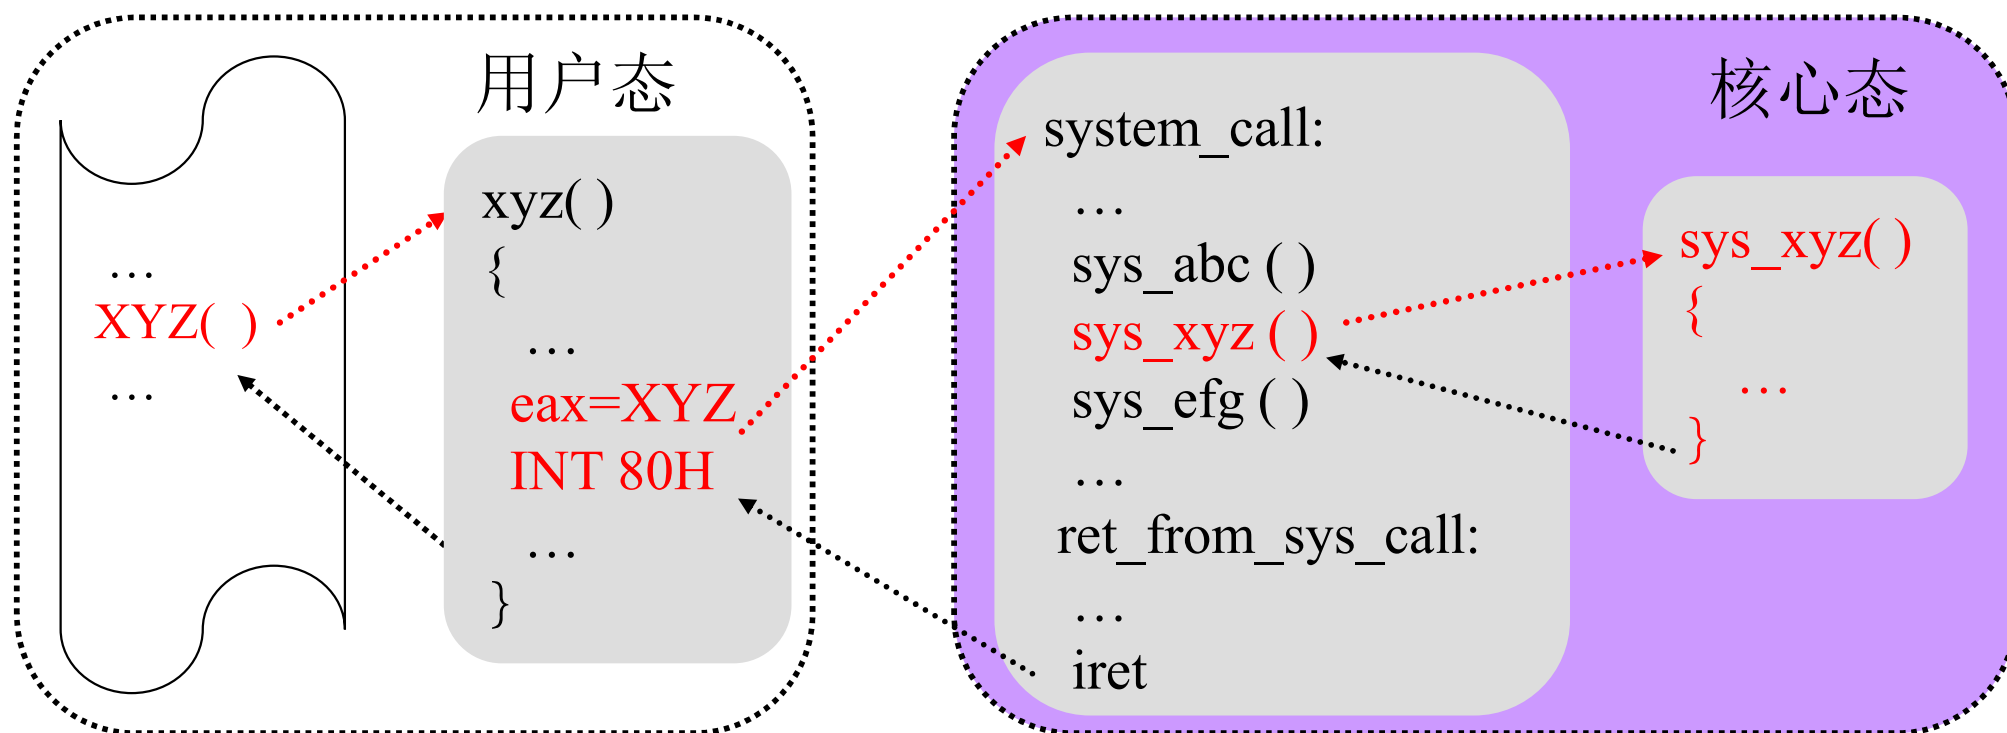 用户态
…
XYZ( )
…
xyz( )
{
…
eax=XYZ
INT 80H
…
}
核心态
system_call:
…
sys_abc ( )
sys_xyz ( )
sys_efg ( )
…
ret_from_sys_call:
…
iret
sys_xyz( )
{
…
}